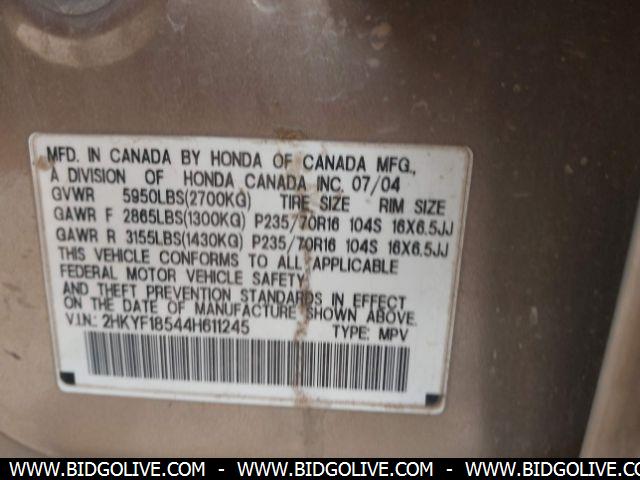 MFD. IN CANADA BY HONDA OF CANADA MFG.,
A DIVISION OF HONDA CANADA INC. 07/04
GVWR 5950LBS(2700KG) TIRE SIZE RIM SIZE
GAWR F 2865LBS(1300KG) P235/70R16 104S 16X6.5JJ
GAWR R 3155LBS(1430KG) P235/70R16 104S 16X6.5JJ
THIS VEHICLE CONFORMS TO ALL APPLICABLE
FEDERAL MOTOR VEHICLE SAFETY
AND THEFT PREVENTION STANDARDS IN EFFECT
ON THE DATE OF MANUFACTURE SHOWN ABOVE.
V.I.N.: 2HKYF18544H611245 TYPE: MPV
WWW.BIDGOLIVE.COM - WWW.BIDGOLIVE.COM - WWW.BIDGOLIVE.COM